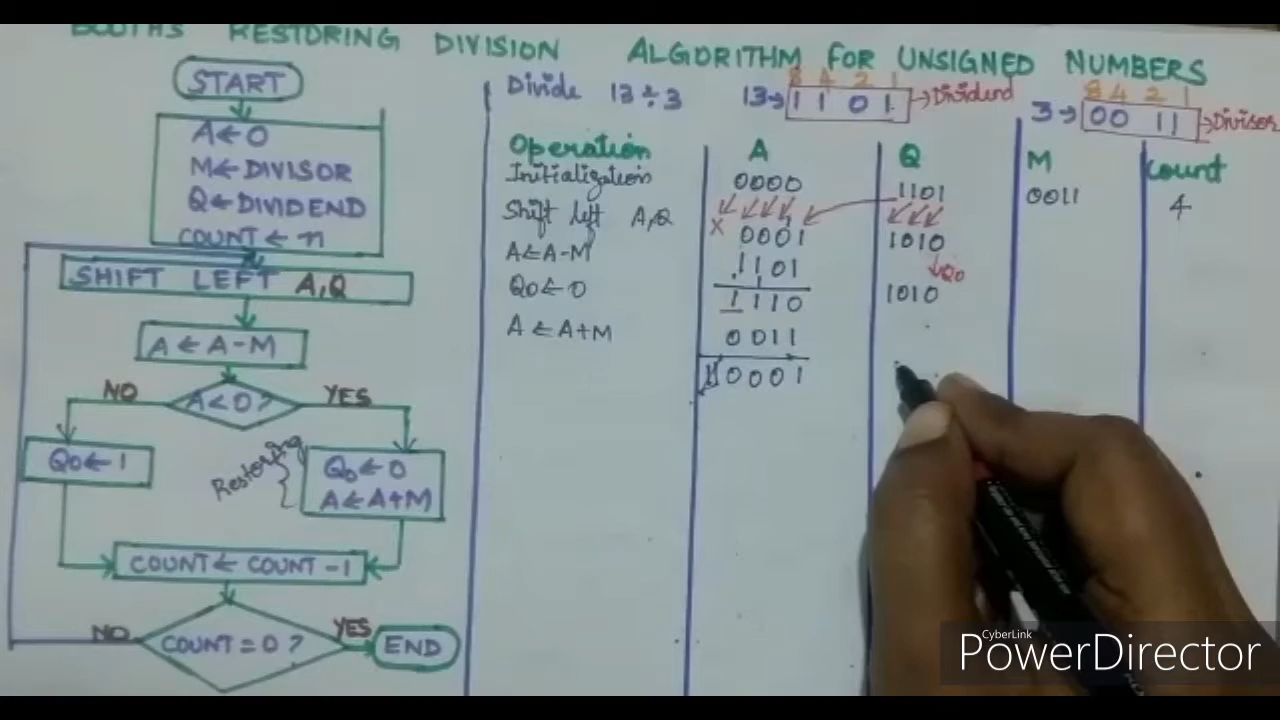 BOOTHS RESTORING DIVISION ALGORITHM FOR UNSIGNED NUMBERS
START
A ← 0
M ← DIVISOR
Q ← DIVIDEND
COUNT ← n
SHIFT LEFT A,Q
A ← A-M
A<0?
NO
YES
Q0 ← 1
Restoring
Q0 ← 0
A ← A+M
COUNT ← COUNT -1
COUNT = 0?
NO
YES
END
Divide 13÷3
8 4 2 1
13→ 1 1 0 1 →Dividend
8 4 2 1
3→ 00 11 →Divisor
Operation A Q M Count
Initialization 0000 1101 0011 4
Shift left A,Q X 0001 1010
A ← A-M 1101 Q0
Q0 ← 0 1110 1010
A ← A+M 0011
10001
CyberLink
PowerDirector